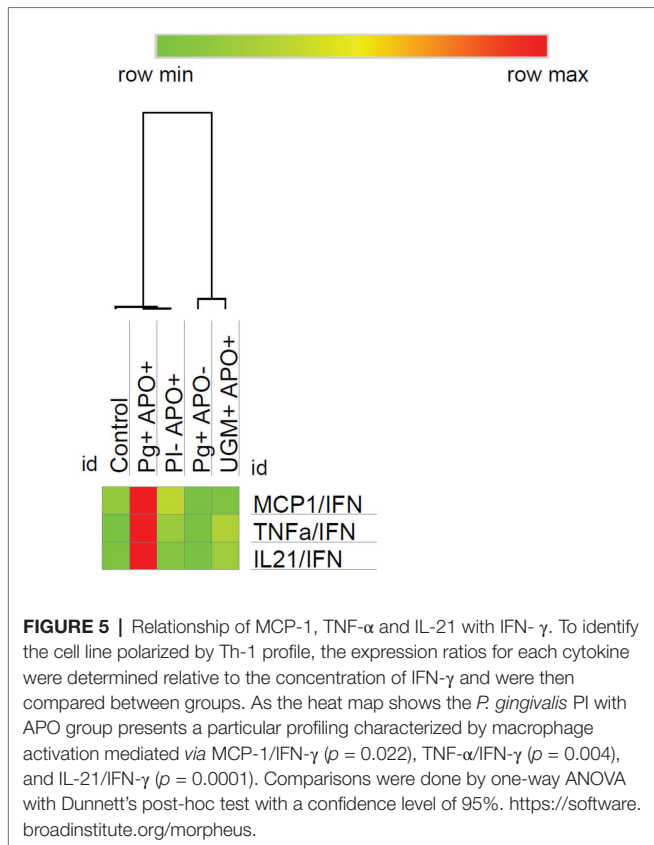 row min row max
Control
Pg+ APO+
PI- APO+
Pg+ APO-
UGM+ APO+
id id
MCP1/IFN
TNFa/IFN
IL21/IFN
FIGURE 5 | Relationship of MCP-1, TNF-α and IL-21 with IFN- γ. To identify
the cell line polarized by Th-1 profile, the expression ratios for each cytokine
were determined relative to the concentration of IFN-γ and were then
compared between groups. As the heat map shows the P. gingivalis PI with
APO group presents a particular profiling characterized by macrophage
activation mediated via MCP-1/IFN-γ (p = 0.022), TNF-α/IFN-γ (p = 0.004),
and IL-21/IFN-γ (p = 0.0001). Comparisons were done by one-way ANOVA
with Dunnett's post-hoc test with a confidence level of 95%. https://software.
broadinstitute.org/morpheus.